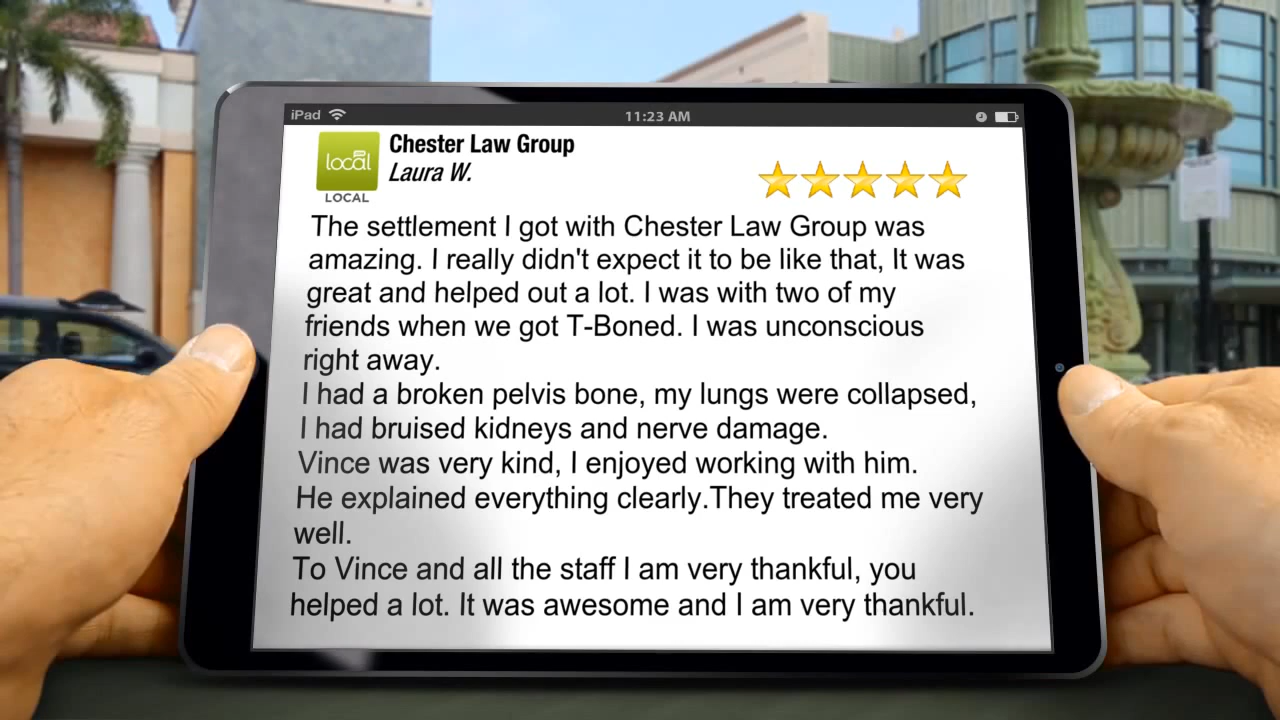 iPad
11:23 AM
local
LOCAL
Chester Law Group
Laura W.
The settlement I got with Chester Law Group was
amazing. I really didn't expect it to be like that, It was
great and helped out a lot. I was with two of my
friends when we got T-Boned. I was unconscious
right away.
I had a broken pelvis bone, my lungs were collapsed,
I had bruised kidneys and nerve damage.
Vince was very kind, I enjoyed working with him.
He explained everything clearly.They treated me very
well.
To Vince and all the staff I am very thankful, you
helped a lot. It was awesome and I am very thankful.